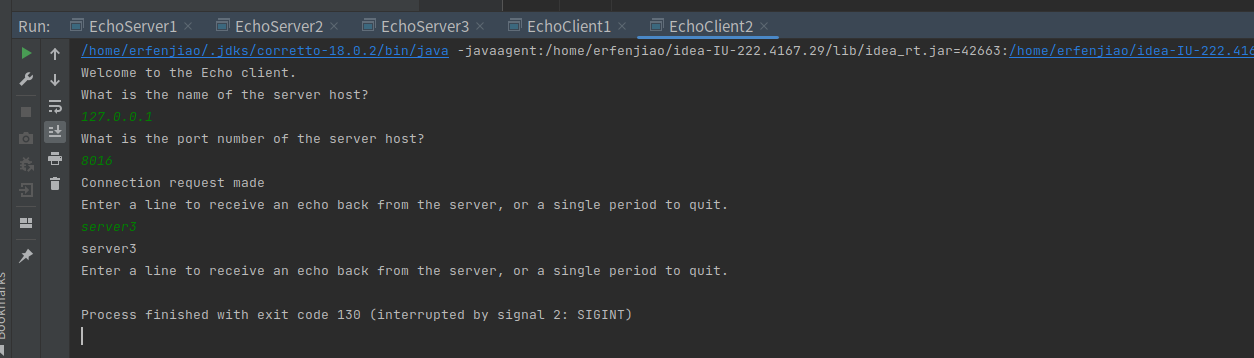 Run: EchoServer1 × EchoServer2 × EchoServer3 × EchoClient1 × EchoClient2 ×
/home/erfenjiao/.jdks/corretto-18.0.2/bin/java -javaagent:/home/erfenjiao/idea-IU-222.4167.29/lib/idea_rt.jar=42663:/home/erfenjiao/idea-IU-222.416
Welcome to the Echo client.
What is the name of the server host?
127.0.0.1
What is the port number of the server host?
8016
Connection request made
Enter a line to receive an echo back from the server, or a single period to quit.
server3
server3
Enter a line to receive an echo back from the server, or a single period to quit.
Process finished with exit code 130 (interrupted by signal 2: SIGINT)
Bookmarks